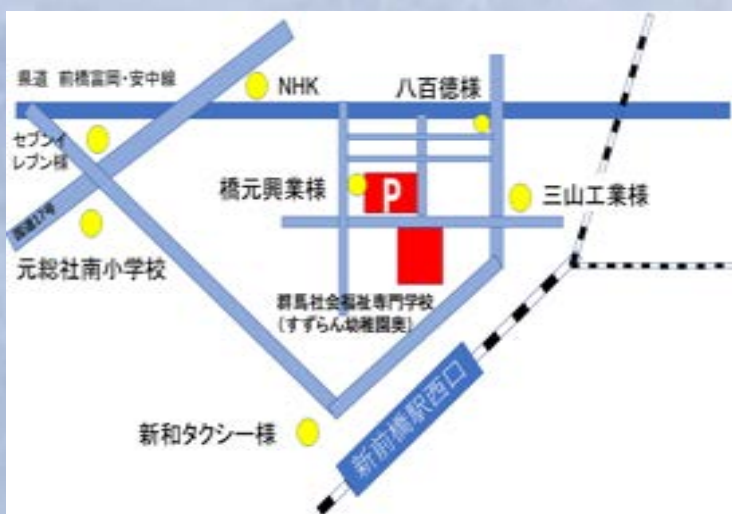 県道 前橋富岡・安中線
NHK
八百徳様
セブンイ
レブン様
橋元興業様
P
三山工業様
国道17号
元総社南小学校
群馬社会福祉専門学校
（すずらん幼稚園奥）
新前橋駅西口
新和タクシー様